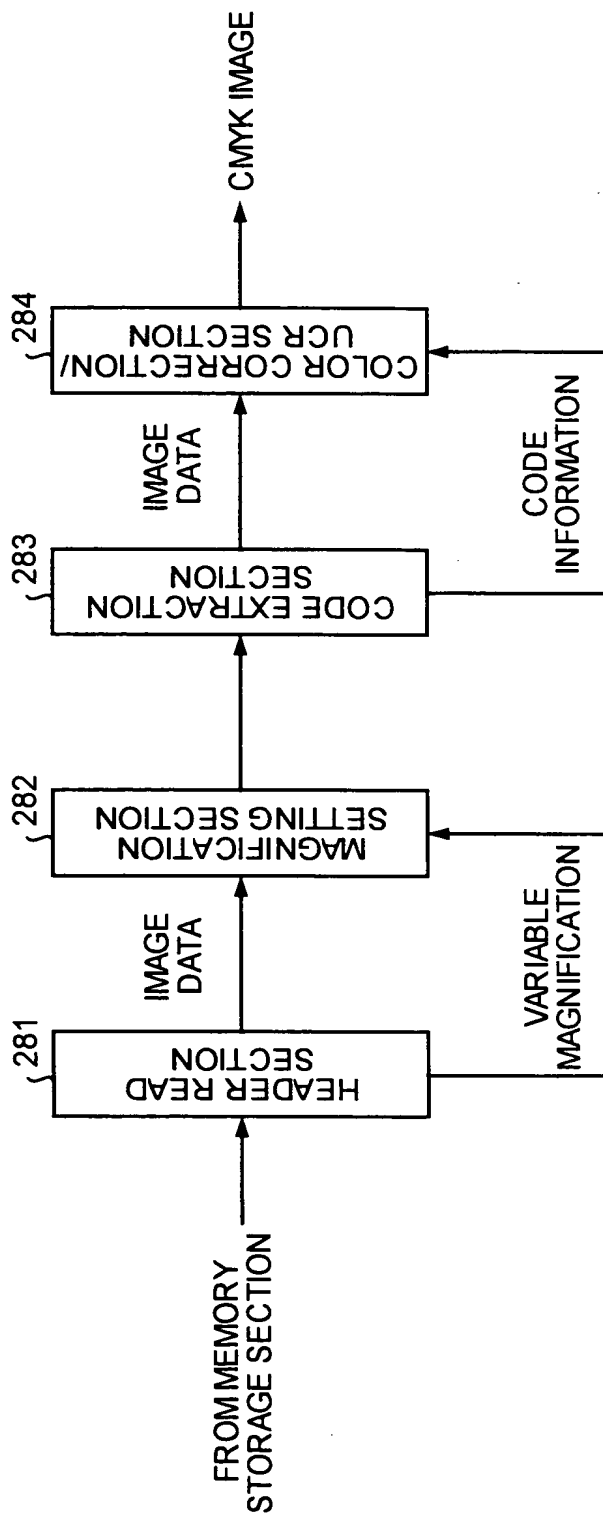 FROM MEMORY
STORAGE SECTION
281
HEADER READ
SECTION
IMAGE
DATA
VARIABLE
MAGNIFICATION
282
MAGNIFICATION
SETTING SECTION
283
CODE EXTRACTION
SECTION
IMAGE
DATA
CODE
INFORMATION
284
COLOR CORRECTION/
UCR SECTION
CMYK IMAGE